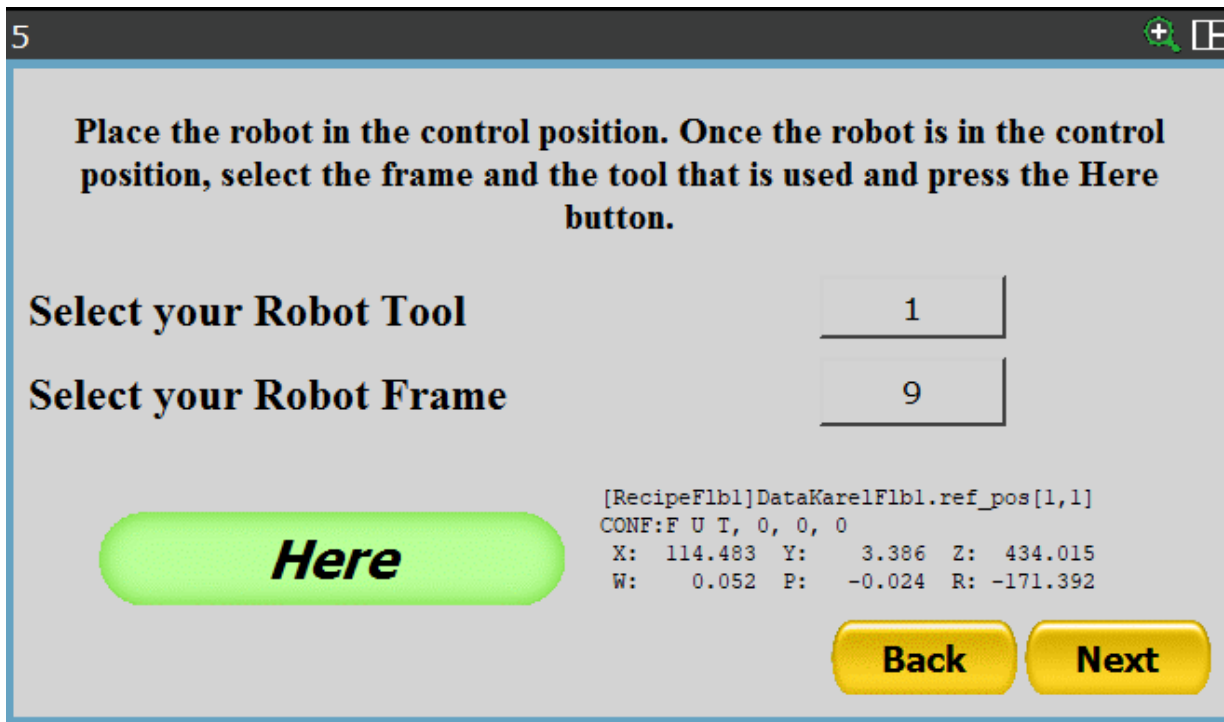 5
Place the robot in the control position. Once the robot is in the control
position, select the frame and the tool that is used and press the Here
button.
Select your Robot Tool
1
Select your Robot Frame
9
Here
[RecipeFlb1]DataKarelFlb1.ref_pos[1,1]
CONF:F U T, 0, 0, 0
X: 114.483 Y: 3.386 Z: 434.015
W: 0.052 P: -0.024 R: -171.392
Back
Next